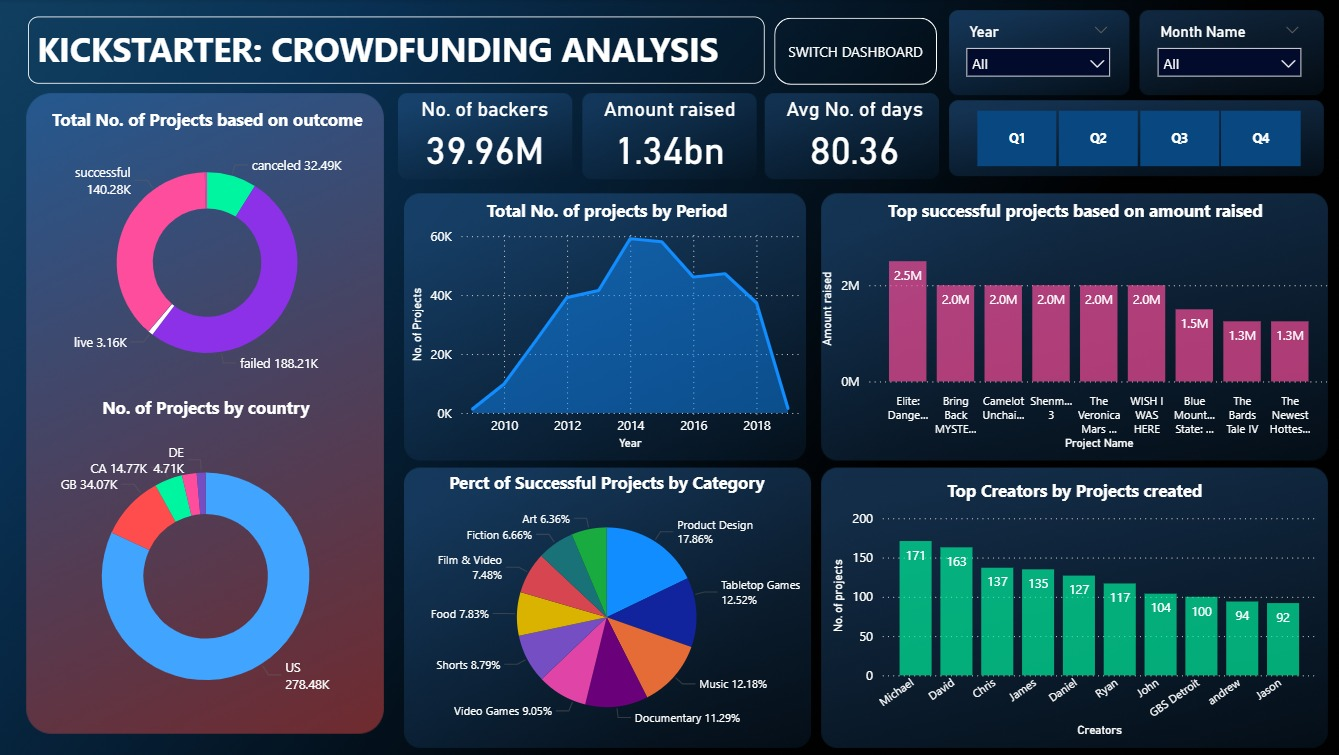 KICKSTARTER: CROWDFUNDING ANALYSIS
SWITCH DASHBOARD
Year
All
Month Name
All
Total No. of Projects based on outcome
successful
140.28K
canceled 32.49K
live 3.16K
failed 188.21K
No. of Projects by country
DE
4.71K
CA 14.77K
GB 34.07K
US
278.48K
No. of backers
39.96M
Amount raised
1.34bn
Avg No. of days
80.36
Q1
Q2
Q3
Q4
Total No. of projects by Period
No. of Projects
60K
40K
20K
0K
2010
2012
2014
2016
2018
Year
Top successful projects based on amount raised
Amount raised
2M
0M
2.5M
2.0M
2.0M
2.0M
2.0M
2.0M
1.5M
1.3M
1.3M
Elite:
Dange...
Bring
Back
MYSTE...
Camelot
Unchai...
Shenm...
3
The
Veronica
Mars ...
WISH I
WAS
HERE
Blue
Mount...
State: ...
The
Bards
Tale IV
The
Newest
Hottes...
Project Name
Perct of Successful Projects by Category
Art 6.36%
Fiction 6.66%
Film & Video
7.48%
Food 7.83%
Shorts 8.79%
Video Games 9.05%
Product Design
17.86%
Tabletop Games
12.52%
Music 12.18%
Documentary 11.29%
Top Creators by Projects created
No. of projects
200
150
100
50
0
171
163
137
135
127
117
104
100
94
92
Michael
David
Chris
James
Daniel
Ryan
John
GBS Detroit
andrew
Jason
Creators